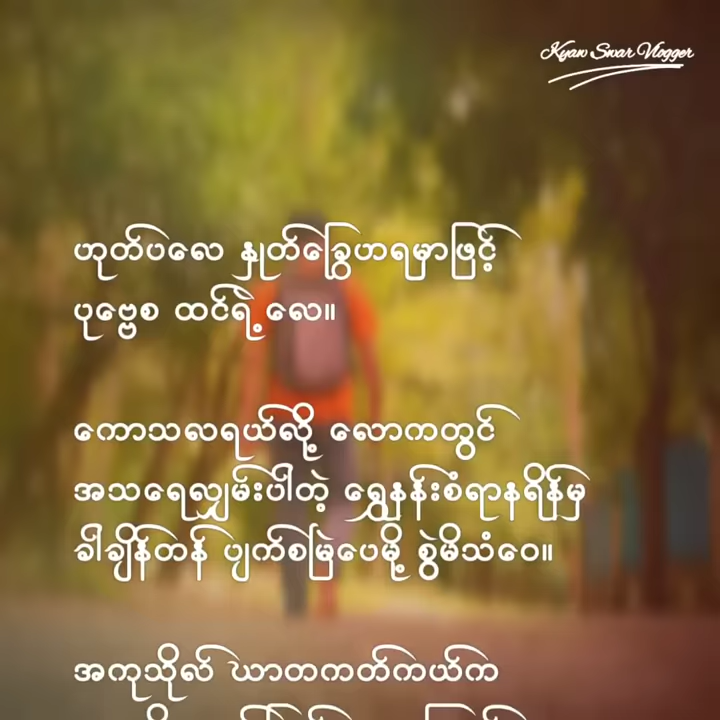 Kyaw Swar Vlogger
ဟုတ်ပလေ နှုတ်ခြွေဟရမှာဖြင့်
ပုဗ္ဗေစ ထင်ရဲ့လေ။
ကောသလရယ်လို့ လောကတွင်
အသရေလျှမ်းပါတဲ့ ရွှေနန်းစံရာနရိန်မှ
ခါချိန်တန် ပျက်စမြဲပေမို့ စွဲမိသံဝေ။
အကုသိုလ် ဃာတကတ်ကယ်က